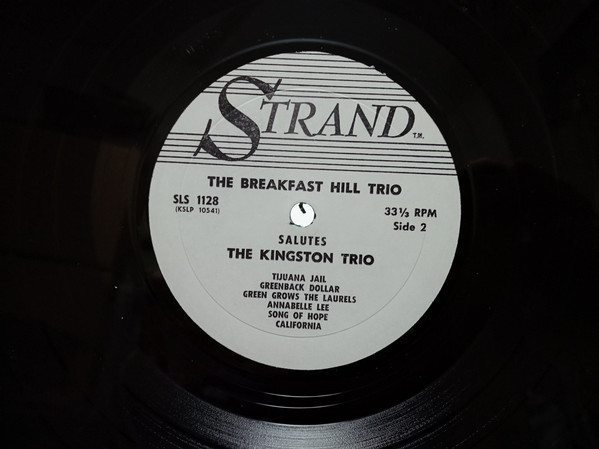 STRAND T.M.
THE BREAKFAST HILL TRIO
SLS 1128
(KSLP 10541)
33⅓ RPM
Side 2
SALUTES
THE KINGSTON TRIO
TIJUANA JAIL
GREENBACK DOLLAR
GREEN GROWS THE LAURELS
ANNABELLE LEE
SONG OF HOPE
CALIFORNIA